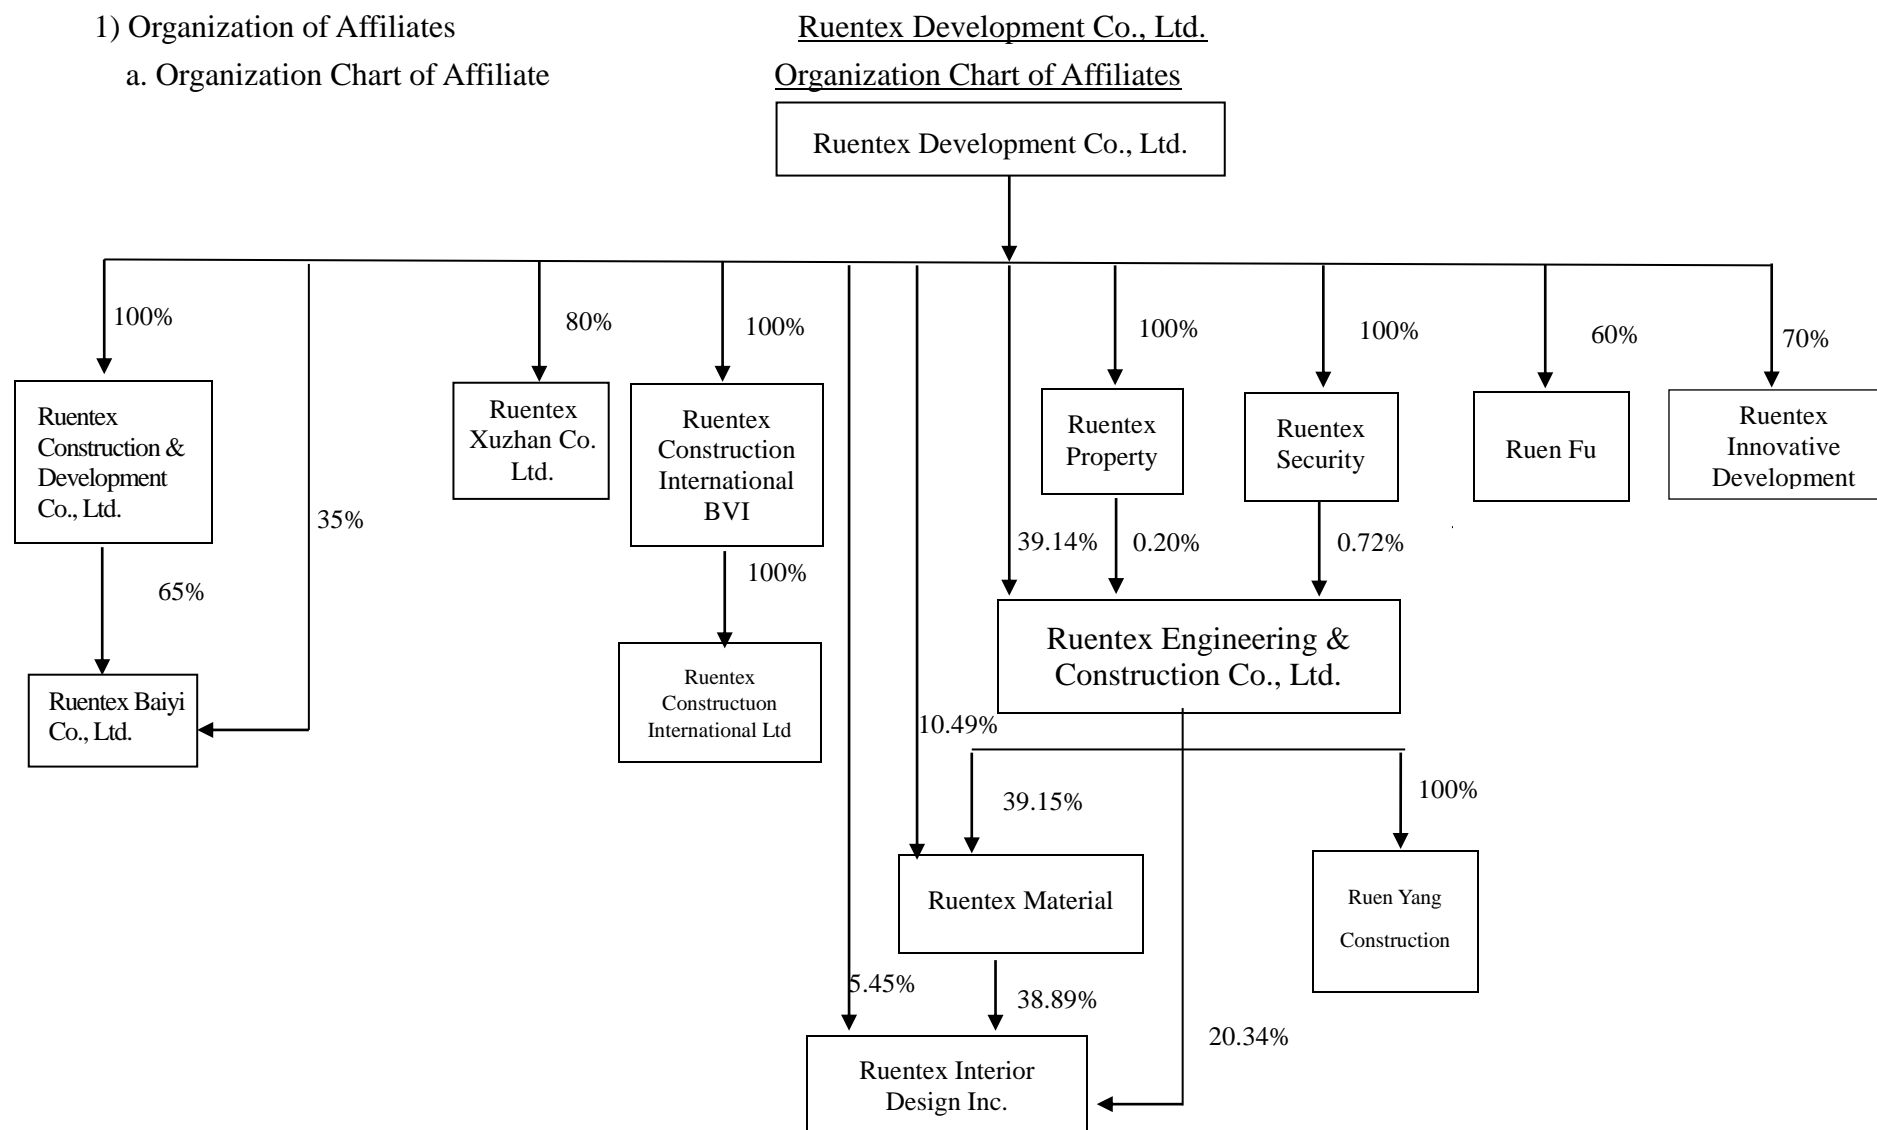 1) Organization of Affiliates
Ruentex Development Co., Ltd.
a. Organization Chart of Affiliate
Organization Chart of Affiliates
Ruentex Development Co., Ltd.
100%
80%
100%
100%
100%
60%
70%
Ruentex
Construction &
Development
Co., Ltd.
35%
Ruentex
Xuzhan Co.
Ltd.
Ruentex
Construction
International
BVI
Ruentex
Property
Ruentex
Security
Ruen Fu
Ruentex
Innovative
Development
65%
100%
39.14%
0.20%
0.72%
Ruentex Baiyi
Co., Ltd.
Ruentex
Constructuon
International Ltd
Ruentex Engineering &
Construction Co., Ltd.
10.49%
39.15%
100%
Ruentex Material
Ruen Yang
Construction
5.45%
38.89%
20.34%
Ruentex Interior
Design Inc.